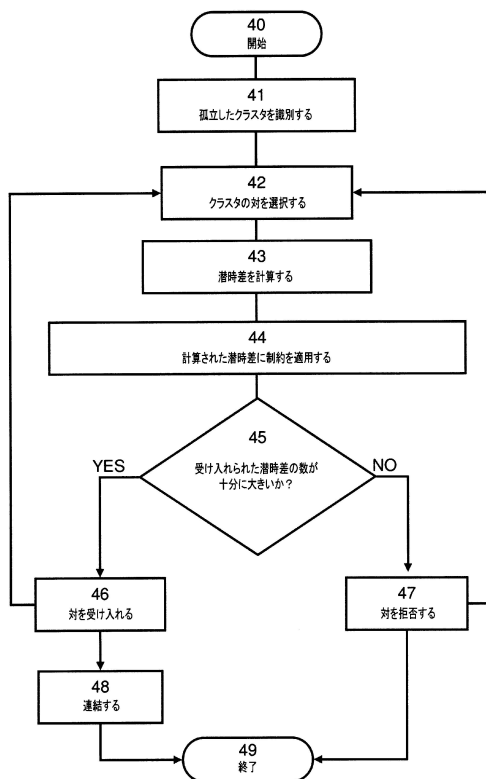 40
開始
41
孤立したクラスタを識別する
42
クラスタの対を選択する
43
潜時差を計算する
44
計算された潜時差に制約を適用する
45
受け入れられた潜時差の数が
十分に大きいか？
YES
NO
46
対を受け入れる
47
対を拒否する
48
連結する
49
終了